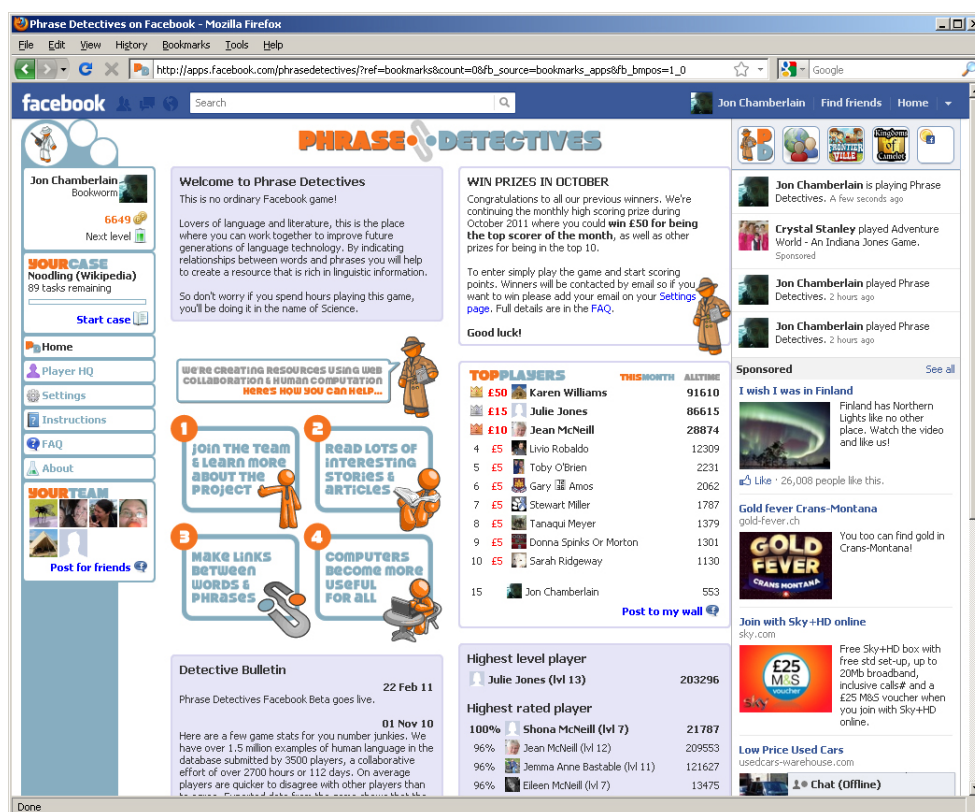 Phrase Detectives on Facebook - Mozilla Firefox
File Edit View History Bookmarks Tools Help
http://apps.facebook.com/phrasedetectives/?ref=bookmarks&count=0&fb_source=bookmarks_apps&fb_bmpos=1_0
Google
facebook
Search
Jon Chamberlain Find friends Home
PHRASE DETECTIVES
Jon Chamberlain
Bookworm
6649
Next level
YOURCASE
Noodling (Wikipedia)
89 tasks remaining
Start case
Home
Player HQ
Settings
Instructions
FAQ
About
YOURTEAM
Post for friends
Welcome to Phrase Detectives
This is no ordinary Facebook game!
Lovers of language and literature, this is the place
where you can work together to improve future
generations of language technology. By indicating
relationships between words and phrases you will help
to create a resource that is rich in linguistic information.
So don't worry if you spend hours playing this game,
you'll be doing it in the name of Science.
WE'RE CREATING RESOURCES USING WEB
COLLABORATION & HUMAN COMPUTATION
HERE'S HOW YOU CAN HELP...
1
JOIN THE TEAM
& LEARN MORE
ABOUT THE
PROJECT
2
READ LOTS OF
INTERESTING
STORIES &
ARTICLES
3
MAKE LINKS
BETWEEN
WORDS &
PHRASES
4
COMPUTERS
BECOME MORE
USEFUL
FOR ALL
Detective Bulletin
22 Feb 11
Phrase Detectives Facebook Beta goes live.
01 Nov 10
Here are a few game stats for you number junkies. We
have over 1.5 million examples of human language in the
database submitted by 3500 players, a collaborative
effort of over 2700 hours or 112 days. On average
players are quicker to disagree with other players than
WIN PRIZES IN OCTOBER
Congratulations to all our previous winners. We're
continuing the monthly high scoring prize during
October 2011 where you could win £50 for being
the top scorer of the month, as well as other
prizes for being in the top 10.
To enter simply play the game and start scoring
points. Winners will be contacted by email so if you
want to win please add your email on your Settings
page. Full details are in the FAQ.
Good luck!
TOPPLAYERS THISMONTH ALLTIME
£50 Karen Williams 91610
£15 Julie Jones 86615
£10 Jean McNeill 28874
4 £5 Livio Robaldo 12309
5 £5 Toby O'Brien 2231
6 £5 Gary Amos 2062
7 £5 Stewart Miller 1787
8 £5 Tanaqui Meyer 1379
9 £5 Donna Spinks Or Morton 1301
10 £5 Sarah Ridgeway 1130
15 Jon Chamberlain 553
Post to my wall
Highest level player
Julie Jones (lvl 13) 203296
Highest rated player
100% Shona McNeill (lvl 7) 21787
96% Jean McNeill (lvl 12) 209553
96% Jemma Anne Bastable (lvl 11) 121627
96% Eileen McNeill (lvl 7) 13475
FRONTIER
VILLE
Kingdoms
of
Camelot
Jon Chamberlain is playing Phrase
Detectives. A few seconds ago
Crystal Stanley played Adventure
World - An Indiana Jones Game.
Sponsored
Jon Chamberlain played Phrase
Detectives. 2 hours ago
Jon Chamberlain played Phrase
Detectives. 2 hours ago
Sponsored See all
I wish I was in Finland
Finland has Northern
Lights like no other
place. Watch the video
and like us!
Like · 26,008 people like this.
Gold fever Crans-Montana
gold-fever.ch
GOLD
FEVER
CRANS MONTANA
You too can find gold in
Crans-Montana!
Join with Sky+HD online
sky.com
£25
M&S
voucher
sky
Free Sky+HD box with
free std set-up, up to
20Mb broadband,
inclusive calls# and a
£25 M&S voucher when
you join with Sky+HD
online.
Low Price Used Cars
usedcars-warehouse.com
Chat (Offline)
Done